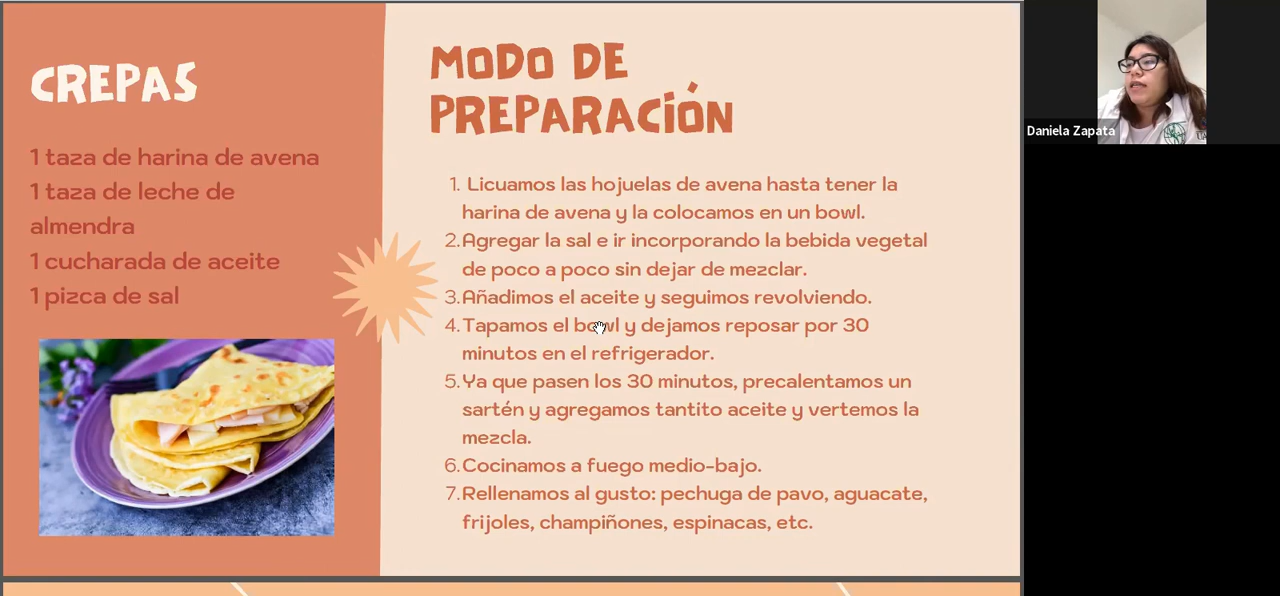 CREPAS
1 taza de harina de avena
1 taza de leche de
almendra
1 cucharada de aceite
1 pizca de sal
MODO DE
PREPARACIÓN
1. Licuamos las hojuelas de avena hasta tener la
harina de avena y la colocamos en un bowl.
2. Agregar la sal e ir incorporando la bebida vegetal
de poco a poco sin dejar de mezclar.
3. Añadimos el aceite y seguimos revolviendo.
4. Tapamos el bowl y dejamos reposar por 30
minutos en el refrigerador.
5. Ya que pasen los 30 minutos, precalentamos un
sartén y agregamos tantito aceite y vertemos la
mezcla.
6. Cocinamos a fuego medio-bajo.
7. Rellenamos al gusto: pechuga de pavo, aguacate,
frijoles, champiñones, espinacas, etc.
Daniela Zapata